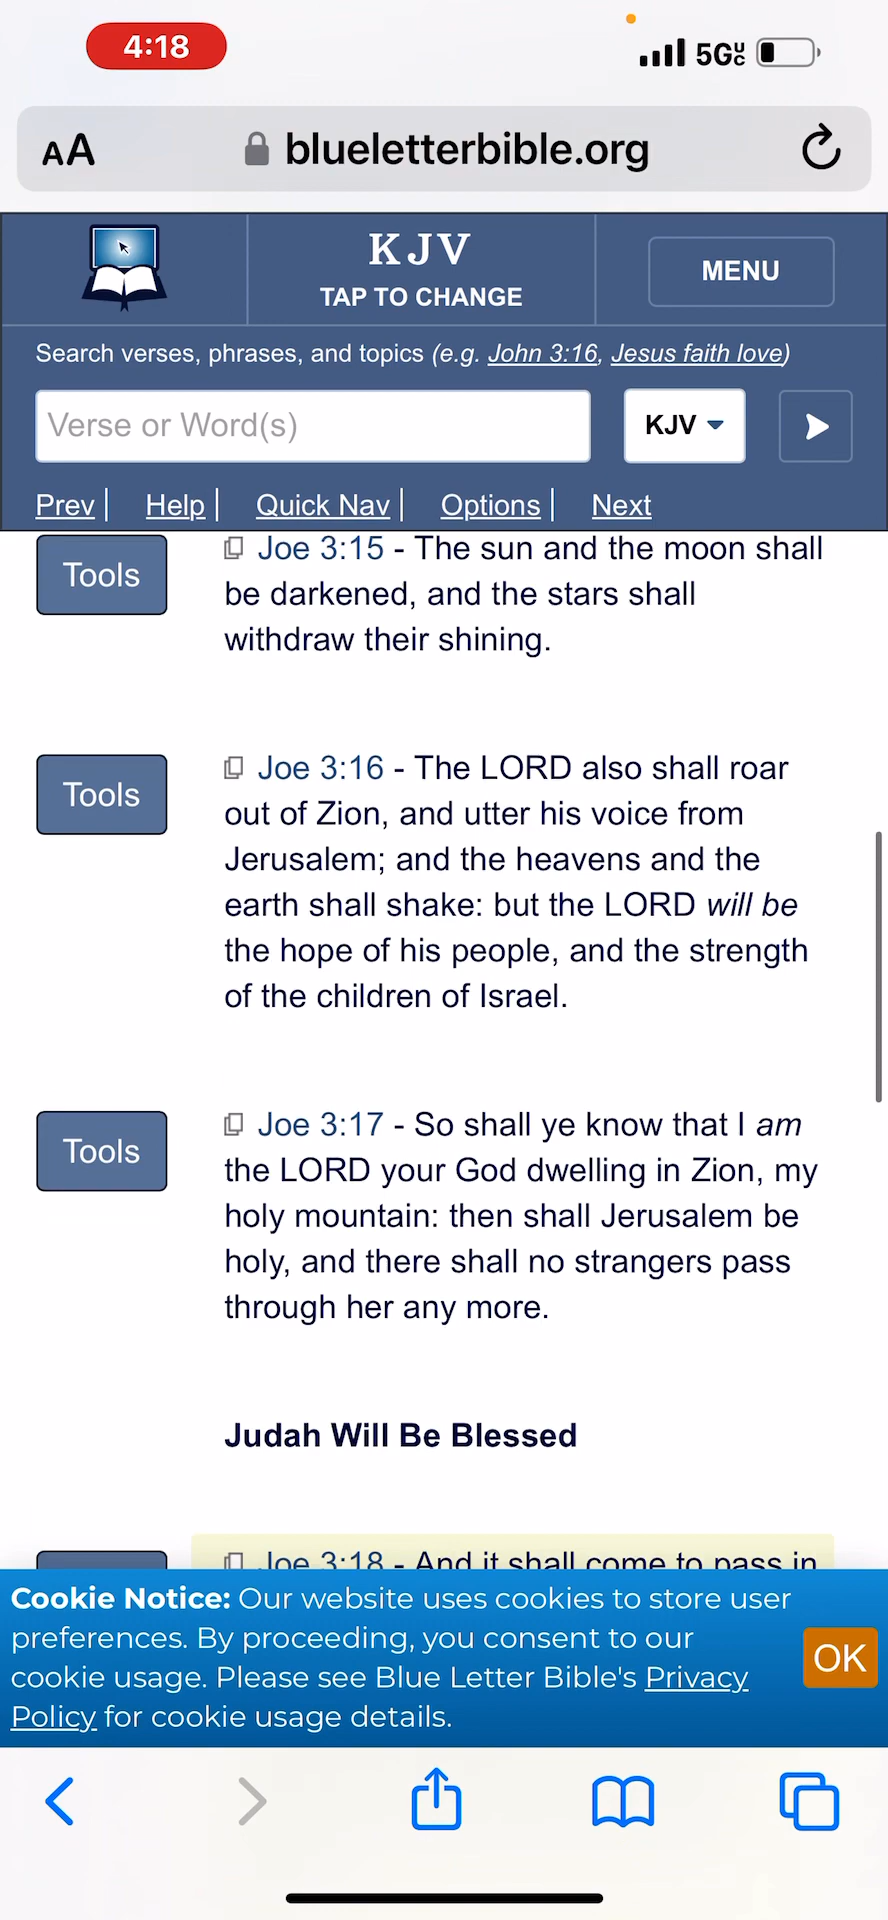 4:18
5G UC
AA
blueletterbible.org
KJV
TAP TO CHANGE
MENU
Search verses, phrases, and topics (e.g. John 3:16, Jesus faith love)
Verse or Word(s)
KJV
Prev | Help | Quick Nav | Options | Next
Tools
Joe 3:15 - The sun and the moon shall
be darkened, and the stars shall
withdraw their shining.
Tools
Joe 3:16 - The LORD also shall roar
out of Zion, and utter his voice from
Jerusalem; and the heavens and the
earth shall shake: but the LORD will be
the hope of his people, and the strength
of the children of Israel.
Tools
Joe 3:17 - So shall ye know that I am
the LORD your God dwelling in Zion, my
holy mountain: then shall Jerusalem be
holy, and there shall no strangers pass
through her any more.
Judah Will Be Blessed
Joe 3:18 - And it shall come to pass in
Cookie Notice: Our website uses cookies to store user
preferences. By proceeding, you consent to our
cookie usage. Please see Blue Letter Bible's Privacy
Policy for cookie usage details.
OK